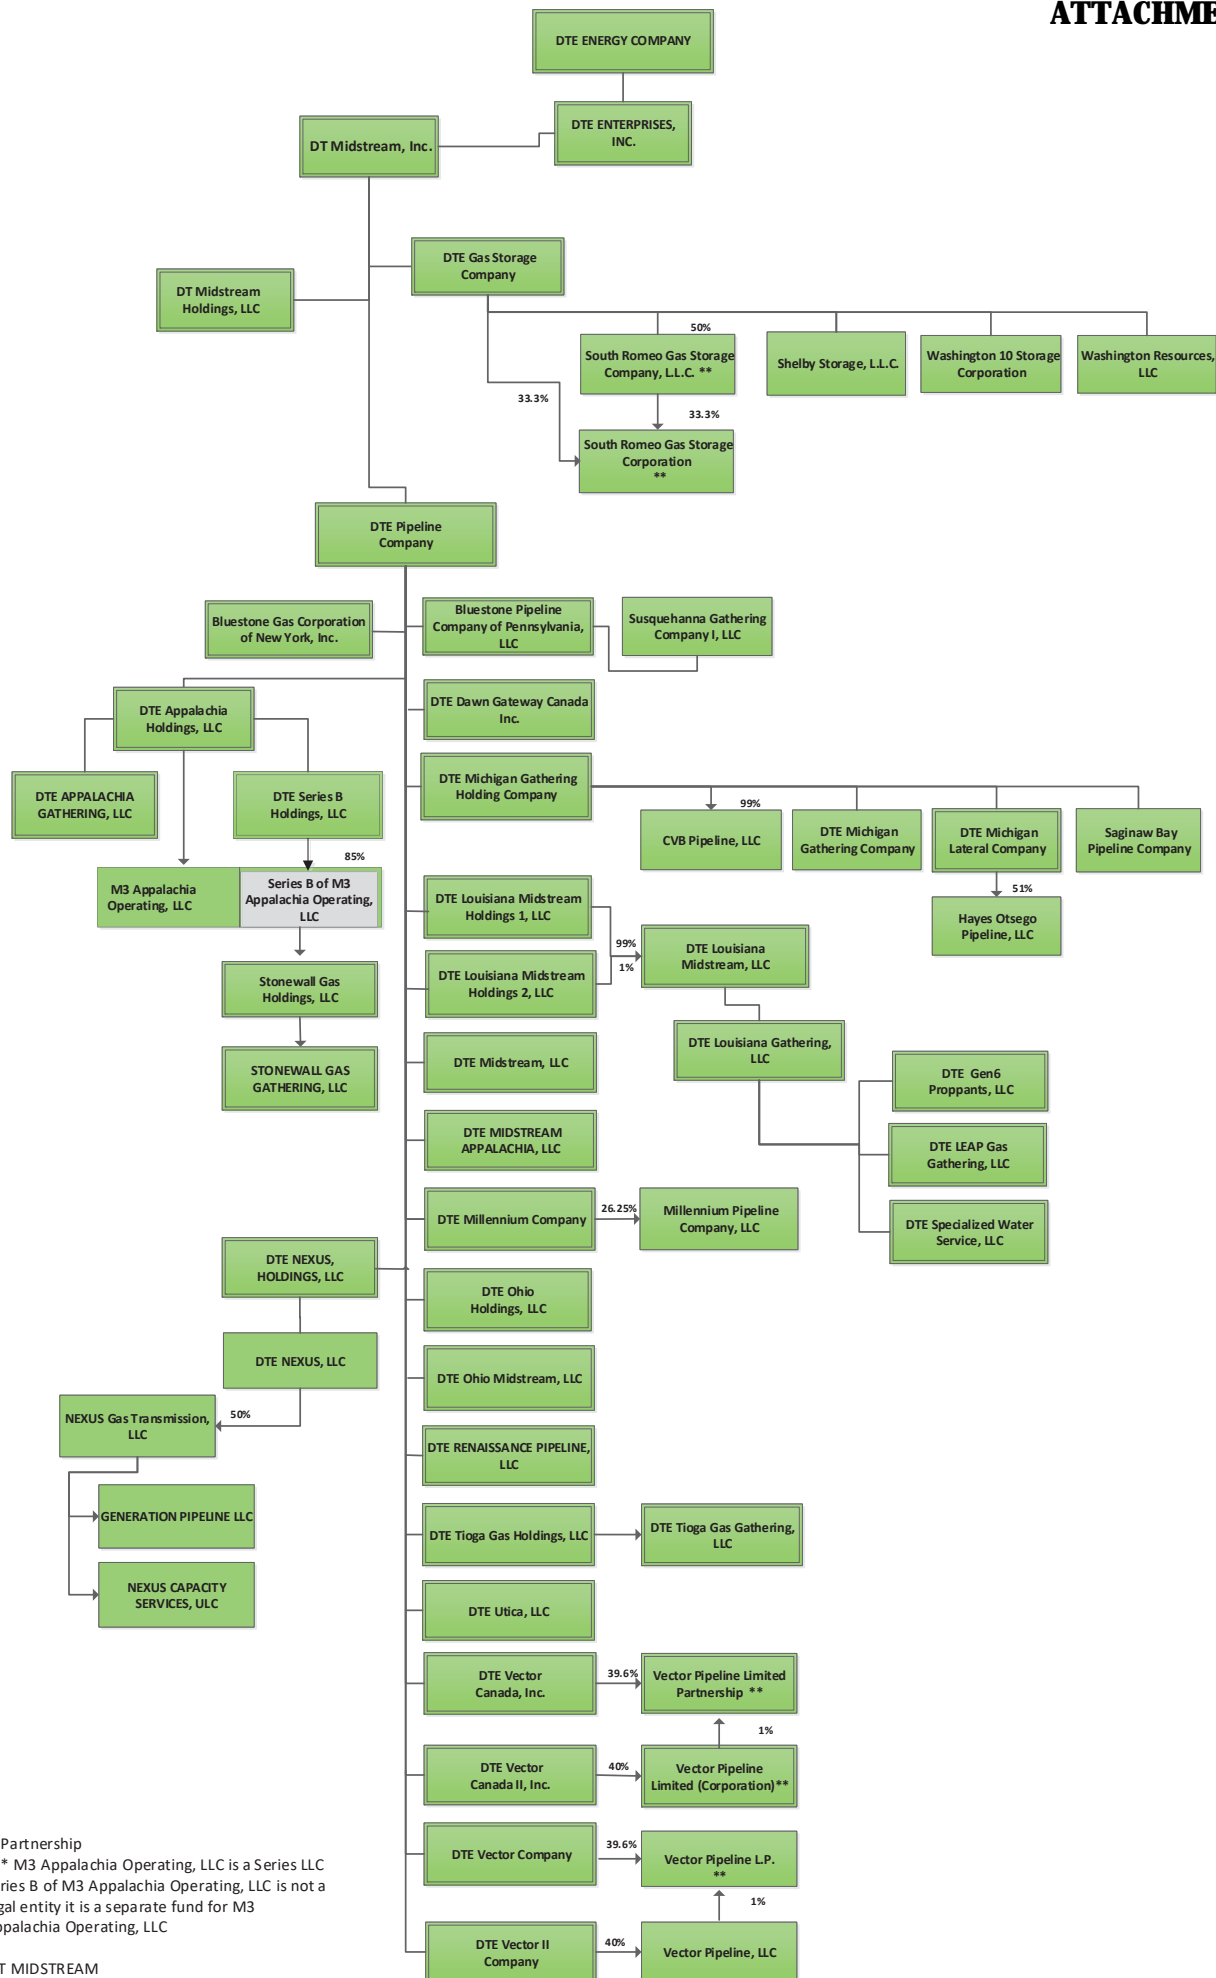 ATTACHME
DTE ENERGY COMPANY
DTE ENTERPRISES,
INC.
DT Midstream, Inc.
DTE Gas Storage
Company
DT Midstream
Holdings, LLC
50%
South Romeo Gas Storage
Company, L.L.C. **
Shelby Storage, L.L.C.
Washington 10 Storage
Corporation
Washington Resources,
LLC
33.3%
33.3%
South Romeo Gas Storage
Corporation
**
DTE Pipeline
Company
Bluestone Gas Corporation
of New York, Inc.
Bluestone Pipeline
Company of Pennsylvania,
LLC
Susquehanna Gathering
Company I, LLC
DTE Appalachia
Holdings, LLC
DTE Dawn Gateway Canada
Inc.
DTE APPALACHIA
GATHERING, LLC
DTE Series B
Holdings, LLC
DTE Michigan Gathering
Holding Company
99%
CVB Pipeline, LLC
DTE Michigan
Gathering Company
DTE Michigan
Lateral Company
Saginaw Bay
Pipeline Company
85%
M3 Appalachia
Operating, LLC
Series B of M3
Appalachia Operating,
LLC
51%
Hayes Otsego
Pipeline, LLC
DTE Louisiana Midstream
Holdings 1, LLC
99%
1%
DTE Louisiana
Midstream, LLC
DTE Louisiana Midstream
Holdings 2, LLC
Stonewall Gas
Holdings, LLC
STONEWALL GAS
GATHERING, LLC
DTE Midstream, LLC
DTE Louisiana Gathering,
LLC
DTE Gen6
Proppants, LLC
DTE MIDSTREAM
APPALACHIA, LLC
DTE LEAP Gas
Gathering, LLC
DTE Millennium Company
26.25%
Millennium Pipeline
Company, LLC
DTE Specialized Water
Service, LLC
DTE NEXUS,
HOLDINGS, LLC
DTE Ohio
Holdings, LLC
DTE NEXUS, LLC
DTE Ohio Midstream, LLC
NEXUS Gas Transmission,
LLC
50%
DTE RENAISSANCE PIPELINE,
LLC
GENERATION PIPELINE LLC
DTE Tioga Gas Holdings, LLC
DTE Tioga Gas Gathering,
LLC
NEXUS CAPACITY
SERVICES, ULC
DTE Utica, LLC
DTE Vector
Canada, Inc.
39.6%
Vector Pipeline Limited
Partnership **
1%
DTE Vector
Canada II, Inc.
40%
Vector Pipeline
Limited (Corporation)**
DTE Vector Company
39.6%
Vector Pipeline L.P.
**
1%
DTE Vector II
Company
40%
Vector Pipeline, LLC
Partnership
* M3 Appalachia Operating, LLC is a Series LLC
ries B of M3 Appalachia Operating, LLC is not a
gal entity it is a separate fund for M3
ppalachia Operating, LLC
T MIDSTREAM